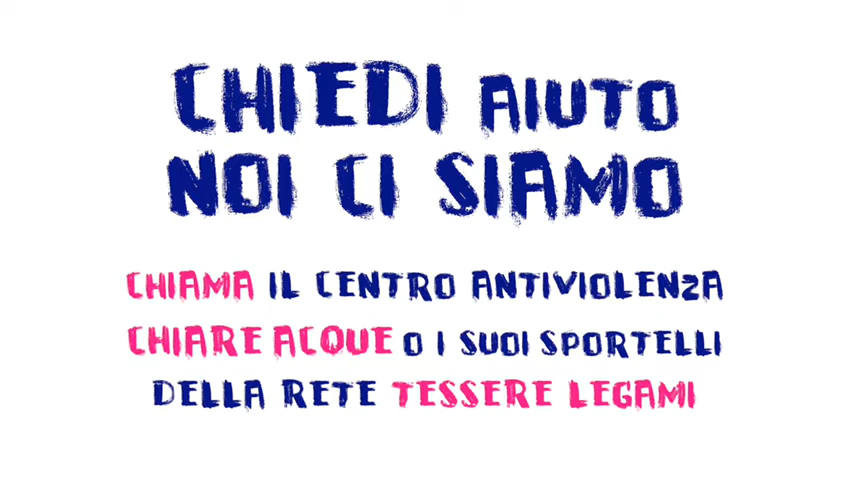 CHIEDI AIUTO
NOI CI SIAMO
CHIAMA IL CENTRO ANTIVIOLENZA
CHIARE ACQUE O I SUOI SPORTELLI
DELLA RETE TESSERE LEGAMI